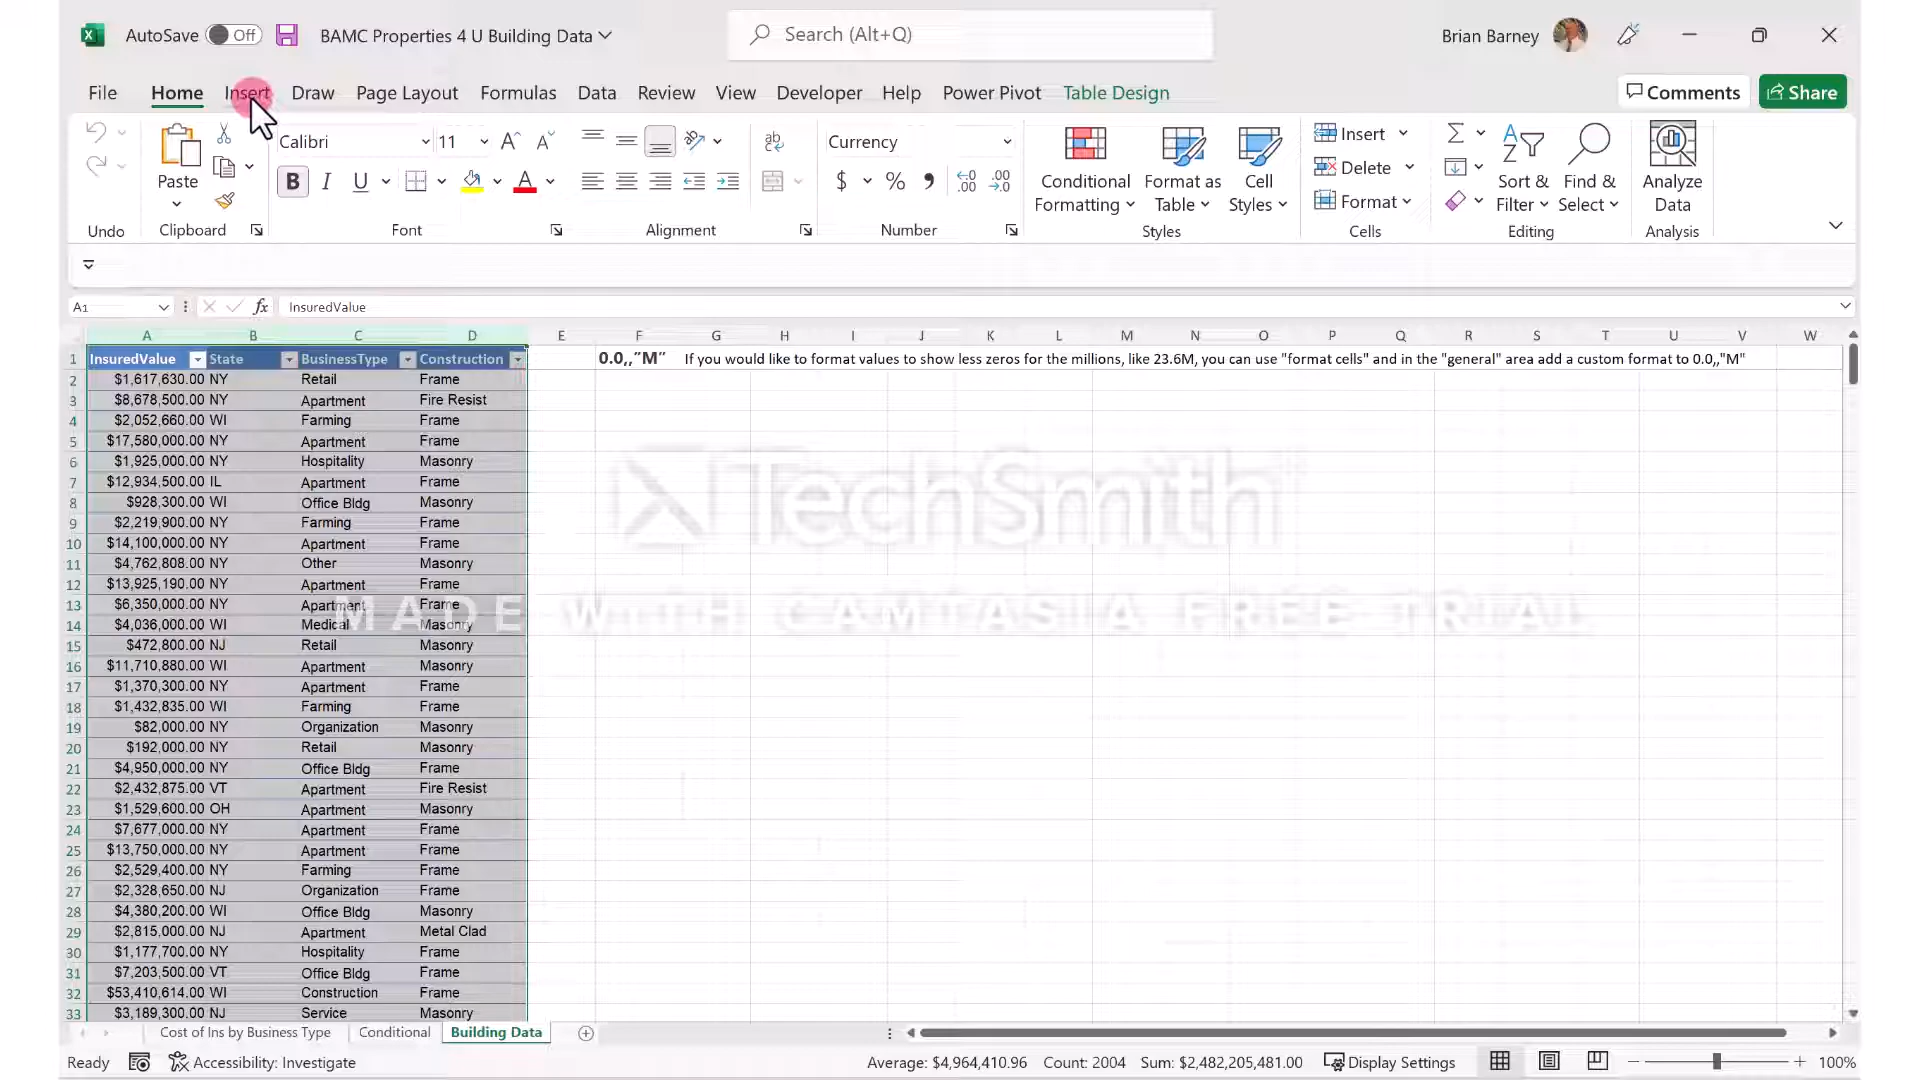 AutoSave Off BAMC Properties 4 U Building Data Search (Alt+Q) Brian Barney
File Home Insert Draw Page Layout Formulas Data Review View Developer Help Power Pivot Table Design Comments Share
Calibri 11 Currency Insert
Paste B I U A $ % Conditional Formatting Format as Table Cell Styles Delete Sort & Filter Find & Select Analyze Data
Format
Undo Clipboard Font Alignment Number Styles Cells Editing Analysis
A1 fx InsuredValue
A B C D E F G H I J K L M N O P Q R S T U V W
1 InsuredValue State BusinessType Construction 0.0,,"M" If you would like to format values to show less zeros for the millions, like 23.6M, you can use "format cells" and in the "general" area add a custom format to 0.0,,"M"
2 $1,617,630.00 NY Retail Frame
3 $8,678,500.00 NY Apartment Fire Resist
4 $2,052,660.00 WI Farming Frame
5 $17,580,000.00 NY Apartment Frame
6 $1,925,000.00 NY Hospitality Masonry
7 $12,934,500.00 IL Apartment Frame
8 $928,300.00 WI Office Bldg Masonry
9 $2,219,900.00 NY Farming Frame
10 $14,100,000.00 NY Apartment Frame
11 $4,762,808.00 NY Other Masonry
12 $13,925,190.00 NY Apartment Frame
13 $6,350,000.00 NY Apartment Frame
14 $4,036,000.00 WI Medical Masonry
15 $472,800.00 NJ Retail Masonry
16 $11,710,880.00 WI Apartment Masonry
17 $1,370,300.00 NY Apartment Frame
18 $1,432,835.00 WI Farming Frame
19 $82,000.00 NY Organization Masonry
20 $192,000.00 NY Retail Masonry
21 $4,950,000.00 NY Office Bldg Frame
22 $2,432,875.00 VT Apartment Fire Resist
23 $1,529,600.00 OH Apartment Masonry
24 $7,677,000.00 NY Apartment Frame
25 $13,750,000.00 NY Apartment Frame
26 $2,529,400.00 NY Farming Frame
27 $2,328,650.00 NJ Organization Frame
28 $4,380,200.00 WI Office Bldg Masonry
29 $2,815,000.00 NJ Apartment Metal Clad
30 $1,177,700.00 NY Hospitality Frame
31 $7,203,500.00 VT Office Bldg Frame
32 $53,410,614.00 WI Construction Frame
33 $3,189,300.00 NJ Service Masonry
TechSmith
MADE WITH CAMTASIA FREE TRIAL
Cost of Ins by Business Type Conditional Building Data
Ready Accessibility: Investigate Average: $4,964,410.96 Count: 2004 Sum: $2,482,205,481.00 Display Settings 100%